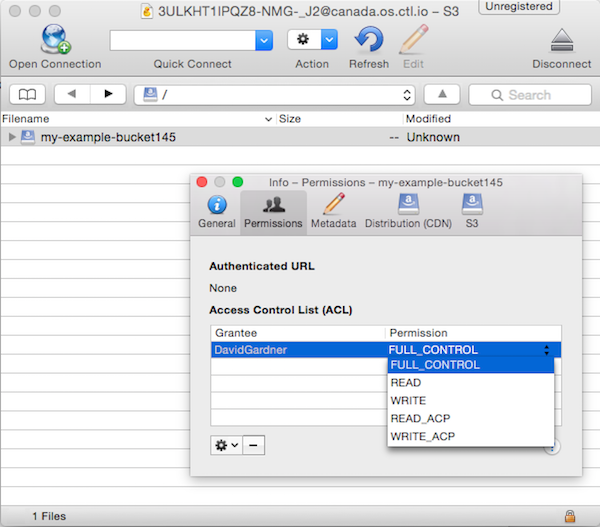 3ULKHT1IPQZ8-NMG-_J2@canada.os.ctl.io – S3
Unregistered
Open Connection
Quick Connect
Action
Refresh
Edit
Disconnect
/
Search
Filename
Size
Modified
my-example-bucket145
--
Unknown
Info – Permissions – my-example-bucket145
General
Permissions
Metadata
Distribution (CDN)
S3
Authenticated URL
None
Access Control List (ACL)
Grantee
Permission
DavidGardner
FULL_CONTROL
FULL_CONTROL
READ
WRITE
READ_ACP
WRITE_ACP
1 Files